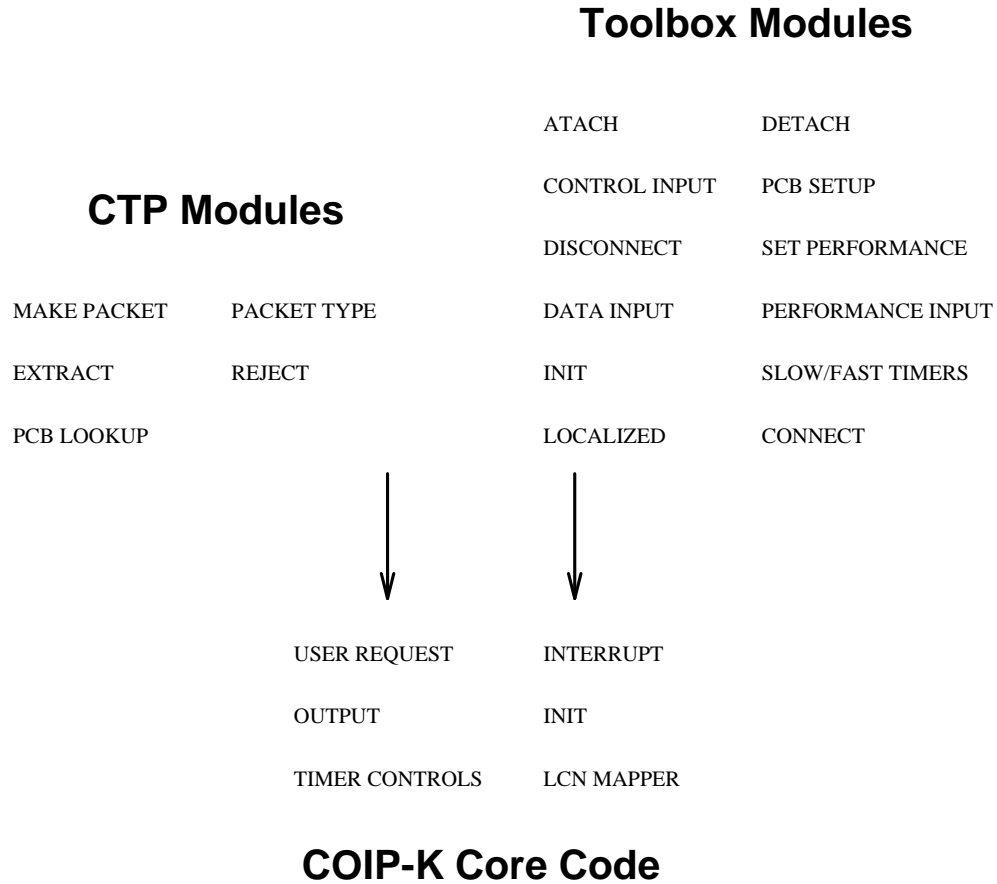 Toolbox Modules
ATACH DETACH
CONTROL INPUT PCB SETUP
CTP Modules
DISCONNECT SET PERFORMANCE
MAKE PACKET PACKET TYPE DATA INPUT PERFORMANCE INPUT
EXTRACT REJECT INIT SLOW/FAST TIMERS
PCB LOOKUP LOCALIZED CONNECT
USER REQUEST INTERRUPT
OUTPUT INIT
TIMER CONTROLS LCN MAPPER
COIP-K Core Code